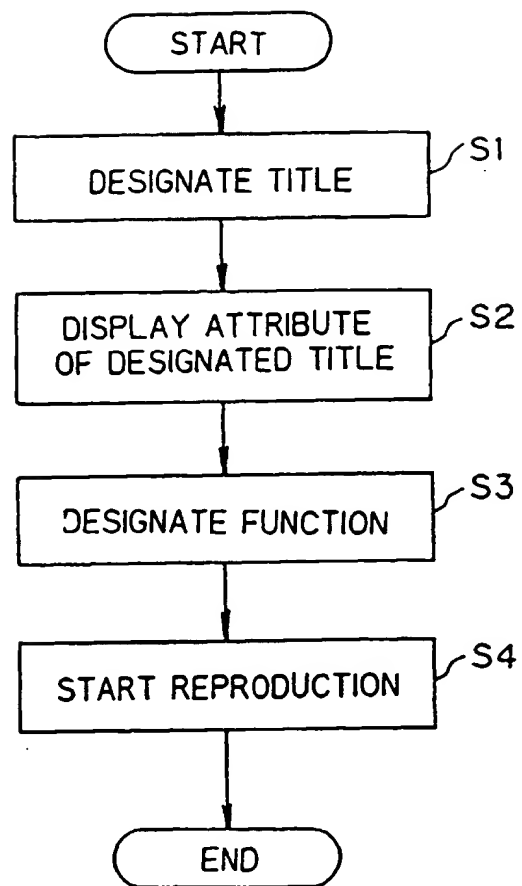 START
DESIGNATE TITLE
S1
DISPLAY ATTRIBUTE
OF DESIGNATED TITLE
S2
DESIGNATE FUNCTION
S3
START REPRODUCTION
S4
END